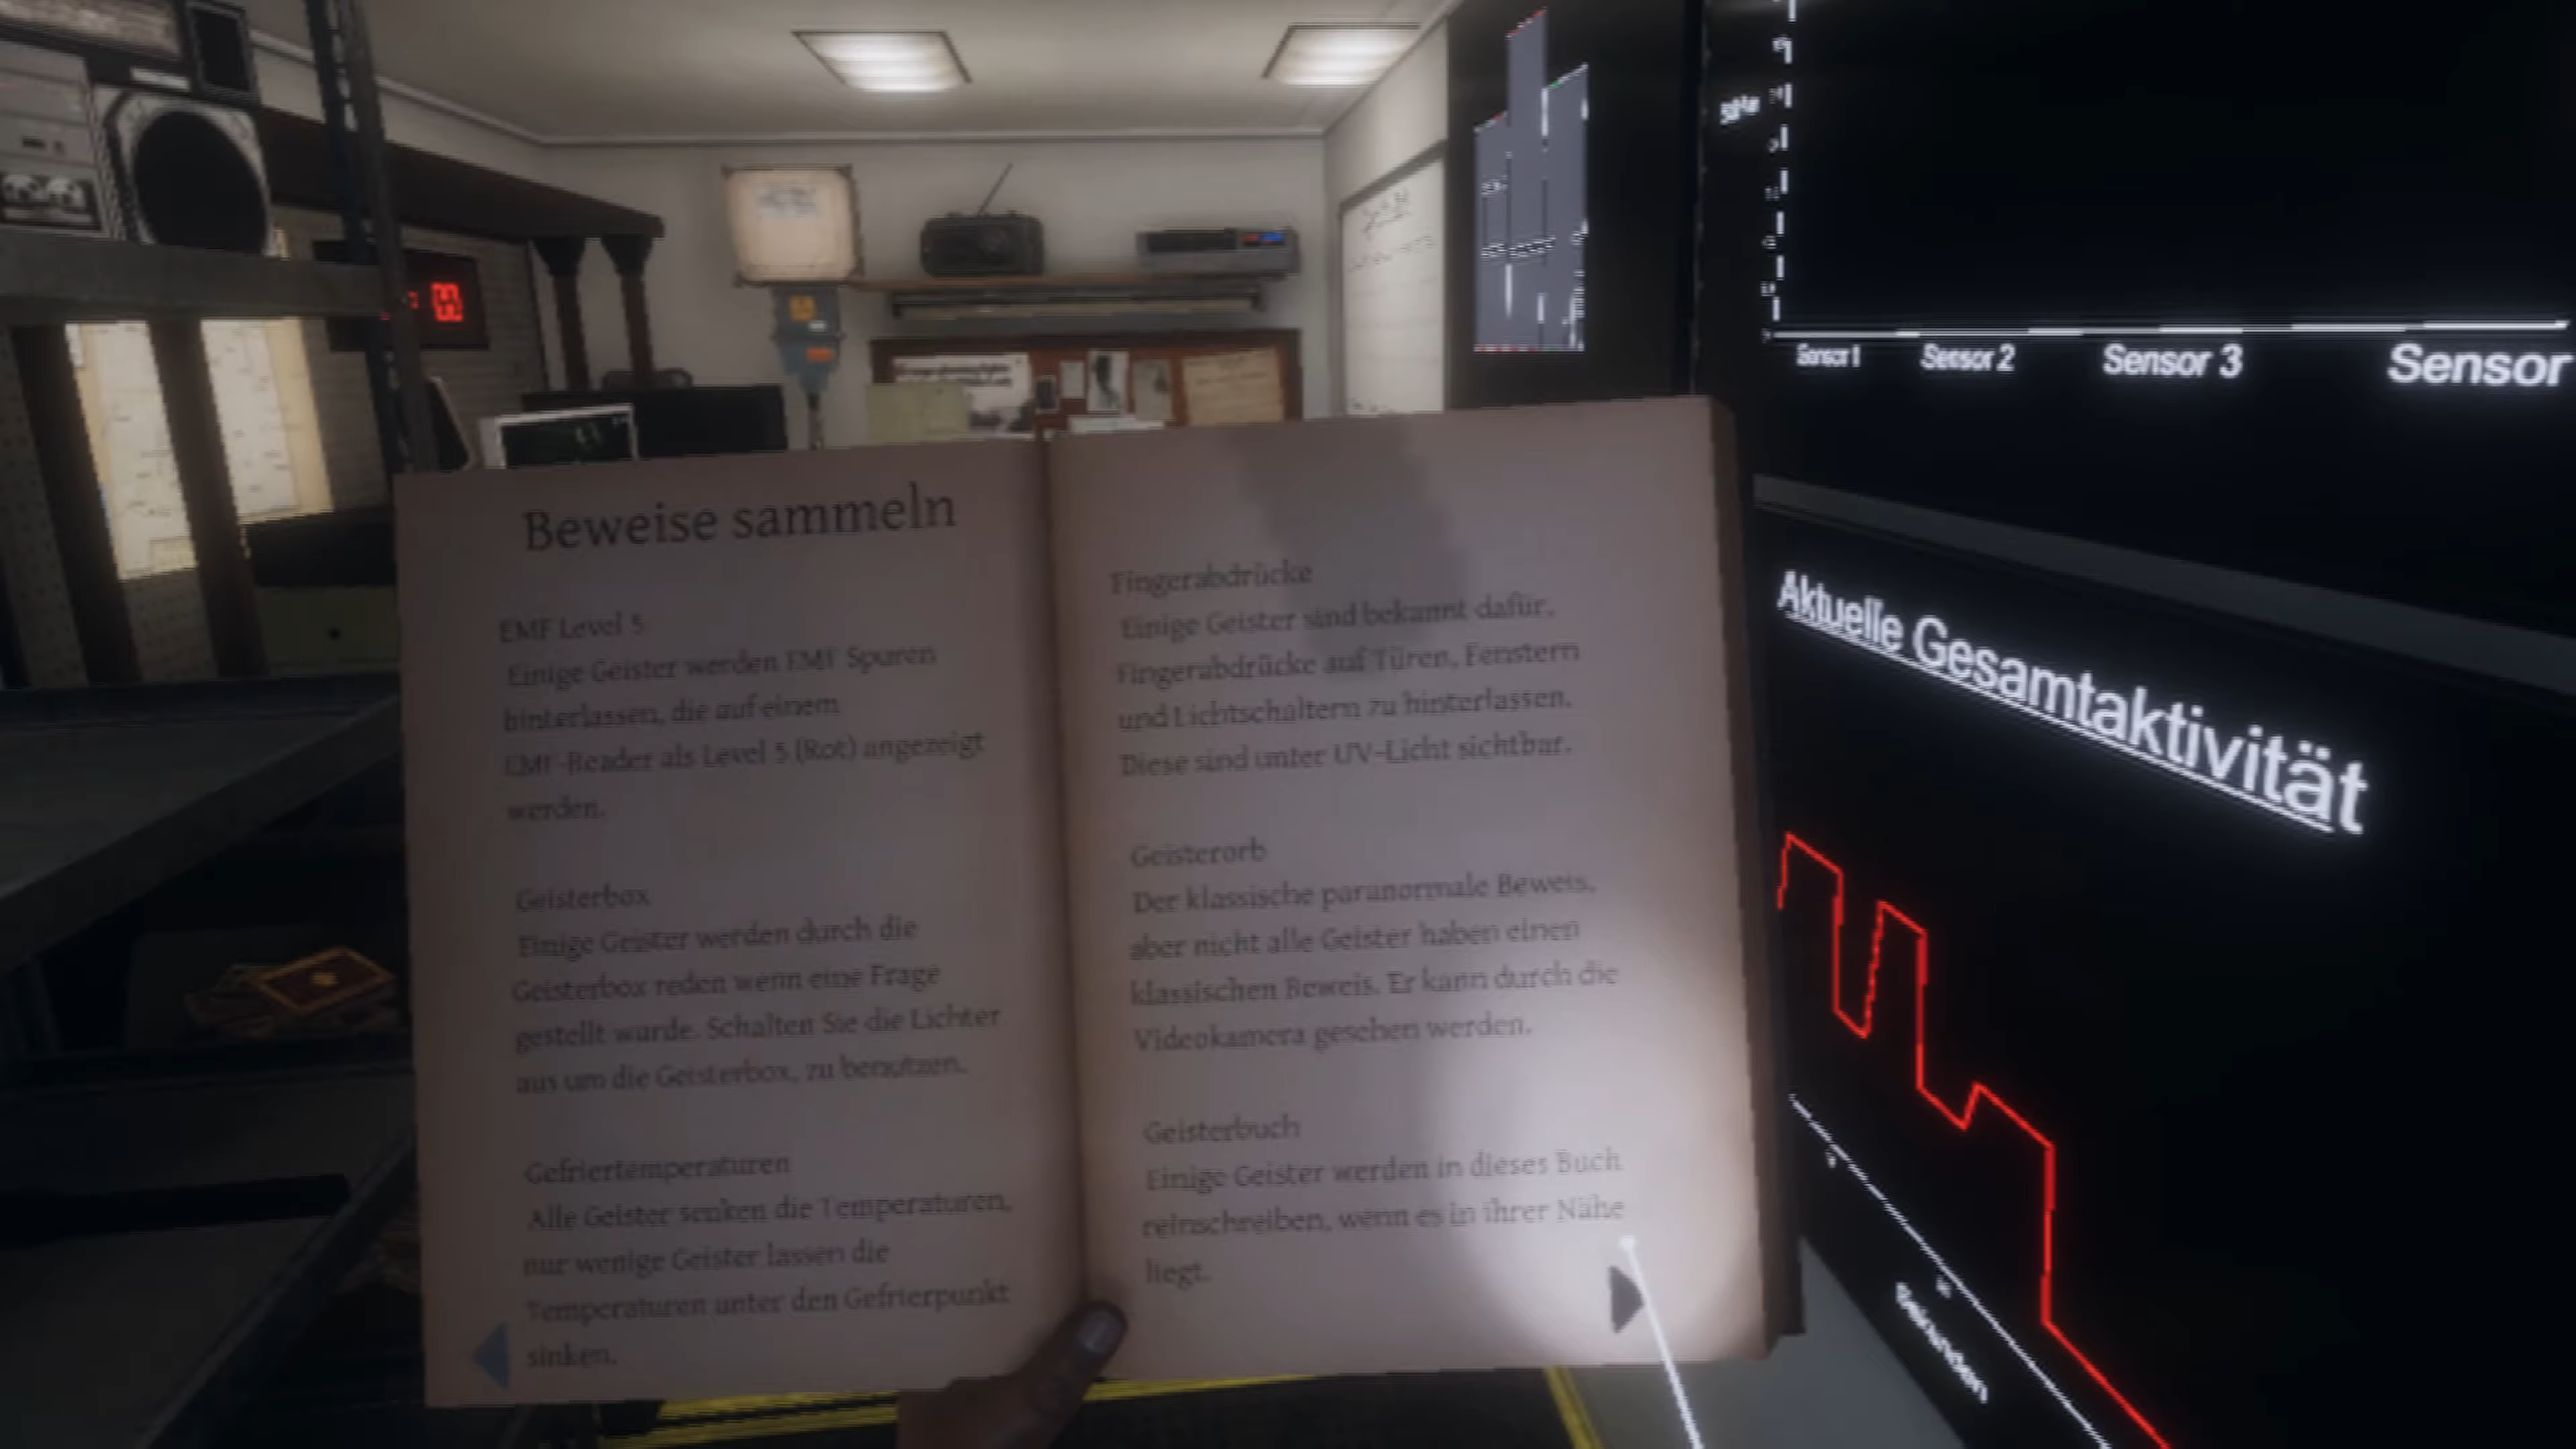 Beweise sammeln
EMF Level 5
Einige Geister werden EMF Spuren
hinterlassen, die auf einem
EMF-Reader als Level 5 (Rot) angezeigt
werden.
Geisterbox
Einige Geister werden durch die
Geisterbox reden wenn eine Frage
gestellt wurde. Schalten Sie die Lichter
aus um die Geisterbox, zu benutzen.
Gefriertemperaturen
Alle Geister senken die Temperaturen,
nur wenige Geister lassen die
Temperaturen unter den Gefrierpunkt
sinken.
Fingerabdrücke
Einige Geister sind bekannt dafür,
Fingerabdrücke auf Türen, Fenstern
und Lichtschaltern zu hinterlassen.
Diese sind unter UV-Licht sichtbar.
Geisterorb
Der klassische paranormale Beweis,
aber nicht alle Geister haben einen
klassischen Beweis. Er kann durch die
Videokamera gesehen werden.
Geisterbuch
Einige Geister werden in dieses Buch
reinschreiben, wenn es in ihrer Nähe
liegt.
Sensor 1
Sensor 2
Sensor 3
Sensor
Aktuelle Gesamtaktivität
Sekunden